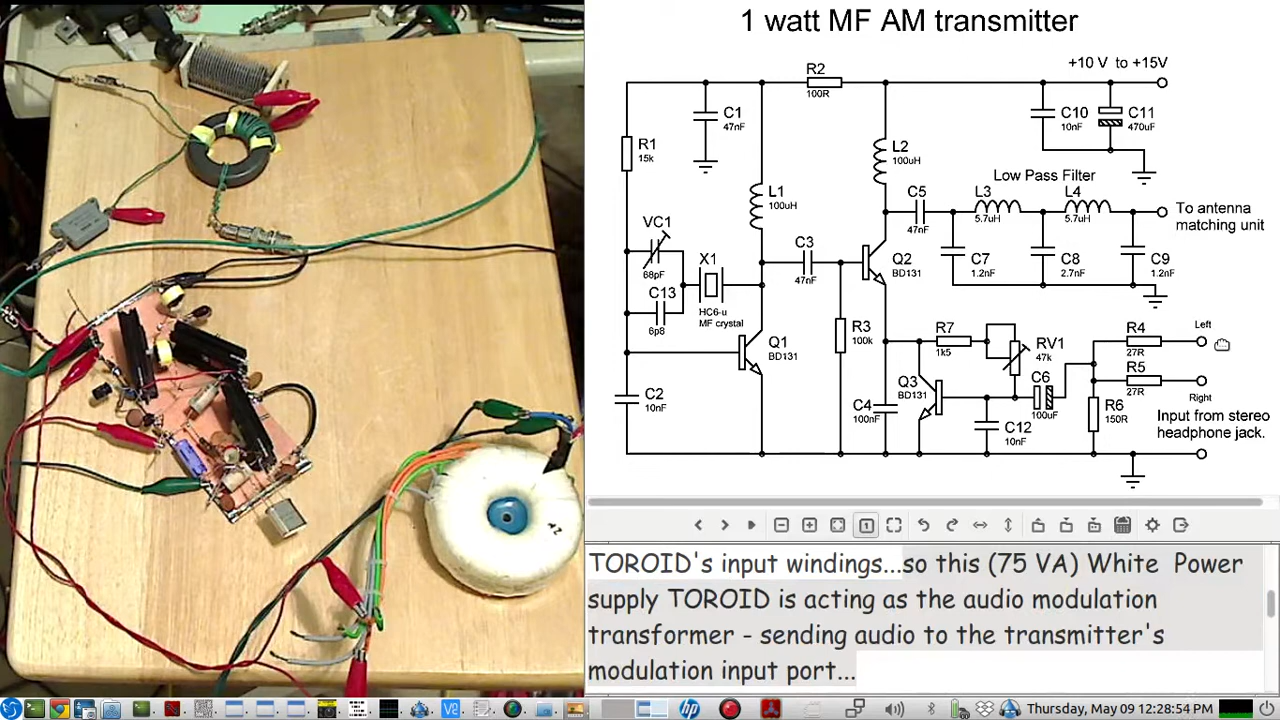 1 watt MF AM transmitter
+10 V to +15V
R2
100R
C1
47nF
C10
10nF
C11
470uF
R1
15k
L2
100uH
Low Pass Filter
L1
100uH
C5
47nF
L3
5.7uH
L4
5.7uH
To antenna
matching unit
VC1
68pF
C3
47nF
Q2
BD131
C7
1.2nF
C8
2.7nF
C9
1.2nF
X1
HC6-u
MF crystal
C13
6p8
R3
100k
R7
1k5
RV1
47k
R4
27R
Left
Q1
BD131
Q3
BD131
C6
100uF
R5
27R
Right
C2
10nF
C4
100nF
C12
10nF
R6
150R
Input from stereo
headphone jack.
TOROID's input windings...so this (75 VA) White Power
supply TOROID is acting as the audio modulation
transformer - sending audio to the transmitter's
modulation input port...
Thursday May 09 12:28:54 PM